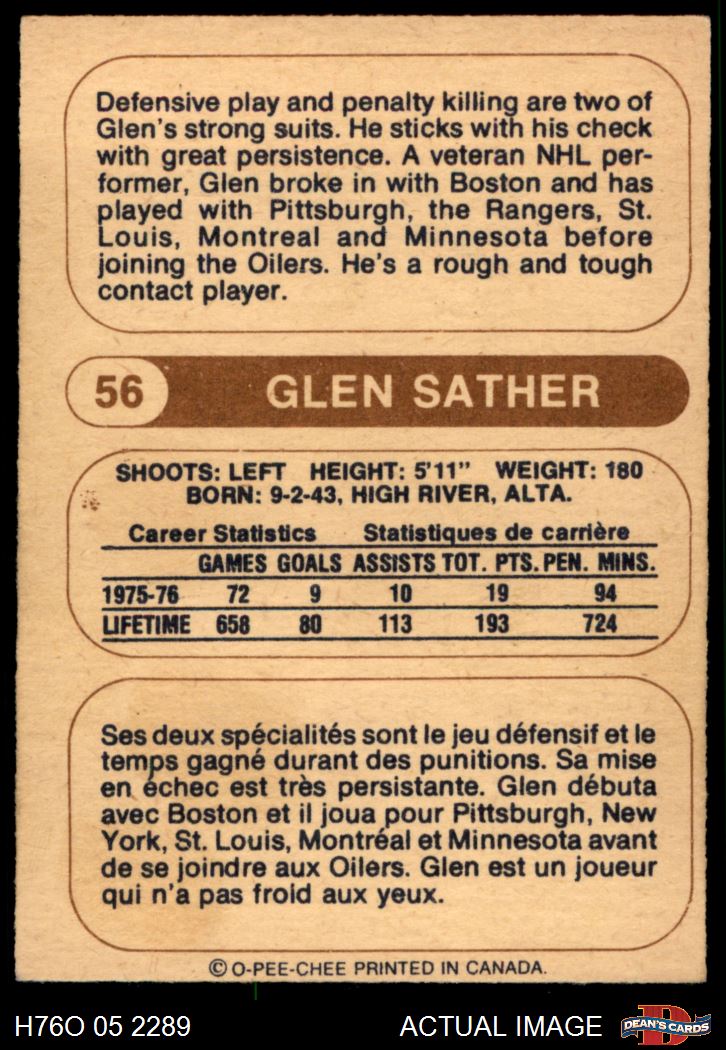 Defensive play and penalty killing are two of
Glen's strong suits. He sticks with his check
with great persistence. A veteran NHL per-
former, Glen broke in with Boston and has
played with Pittsburgh, the Rangers, St.
Louis, Montreal and Minnesota before
joining the Oilers. He's a rough and tough
contact player.
56 GLEN SATHER
SHOOTS: LEFT HEIGHT: 5'11" WEIGHT: 180
BORN: 9-2-43, HIGH RIVER, ALTA.
Career Statistics Statistiques de carrière
GAMES GOALS ASSISTS TOT. PTS. PEN. MINS.
1975-76 72 9 10 19 94
LIFETIME 658 80 113 193 724
Ses deux spécialités sont le jeu défensif et le
temps gagné durant des punitions. Sa mise
en échec est très persistante. Glen débuta
avec Boston et il joua pour Pittsburgh, New
York, St. Louis, Montréal et Minnesota avant
de se joindre aux Oilers. Glen est un joueur
qui n'a pas froid aux yeux.
© O-PEE-CHEE PRINTED IN CANADA.
H76O 05 2289 ACTUAL IMAGE D DEAN'S CARDS